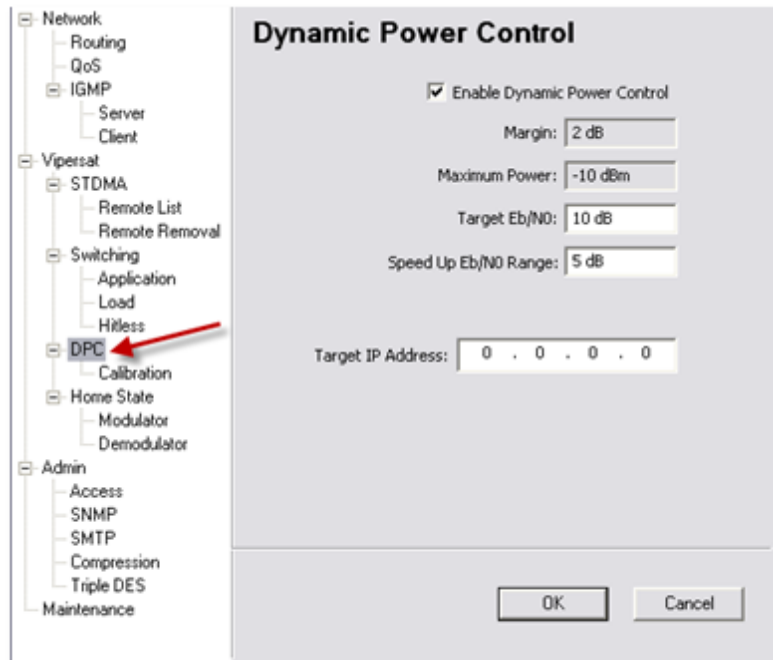 Network
Routing
QoS
IGMP
Server
Client
Vipersat
STDMA
Remote List
Remote Removal
Switching
Application
Load
Hitless
DPC
Calibration
Home State
Modulator
Demodulator
Admin
Access
SNMP
SMTP
Compression
Triple DES
Maintenance
Dynamic Power Control
Enable Dynamic Power Control
Margin: 2 dB
Maximum Power: -10 dBm
Target Eb/N0: 10 dB
Speed Up Eb/N0 Range: 5 dB
Target IP Address: 0 . 0 . 0 . 0
OK Cancel